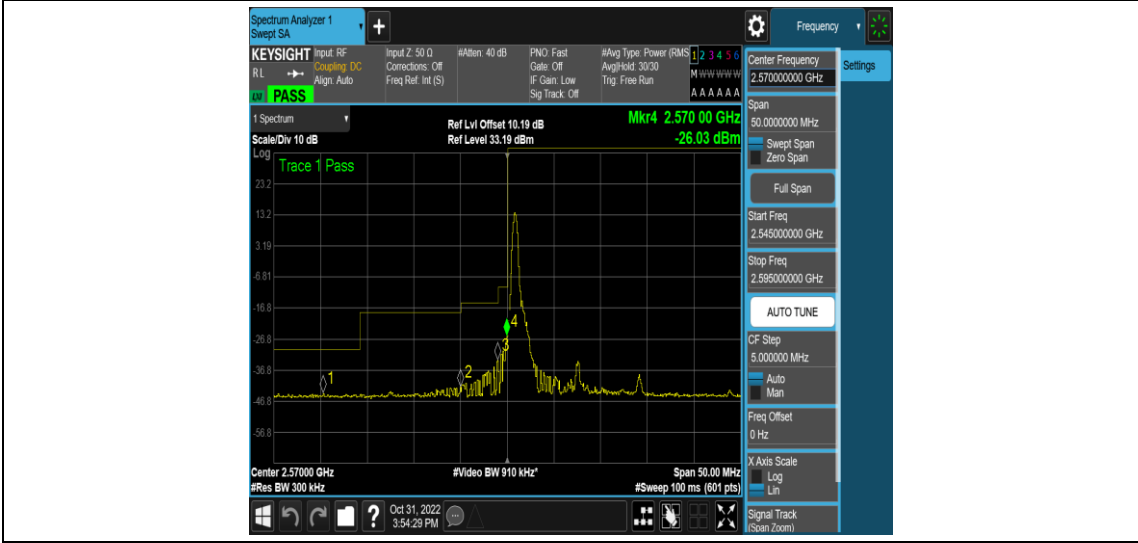 Spectrum Analyzer 1
Swept SA
+
Frequency
KEYSIGHT
RL
LV PASS
Input: RF
Coupling: DC
Align: Auto
Input Z: 50 Ω
Corrections: Off
Freq Ref: Int (S)
#Atten: 40 dB
PNO: Fast
Gate: Off
IF Gain: Low
Sig Track: Off
#Avg Type: Power (RMS
Avg|Hold: 30/30
Trig: Free Run
1 2 3 4 5 6
M W W W W W
A A A A A A
1 Spectrum
Scale/Div 10 dB
Ref Lvl Offset 10.19 dB
Ref Level 33.19 dBm
Mkr4 2.570 00 GHz
-26.03 dBm
Log
Trace 1 Pass
23.2
13.2
3.19
-6.81
-16.8
-26.8
-36.8
-46.8
-56.8
1
2
3
4
Center 2.57000 GHz
#Video BW 910 kHz*
Span 50.00 MHz
#Res BW 300 kHz
#Sweep 100 ms (601 pts)
?
Oct 31, 2022
3:54:29 PM
Center Frequency
2.570000000 GHz
Settings
Span
50.0000000 MHz
Swept Span
Zero Span
Full Span
Start Freq
2.545000000 GHz
Stop Freq
2.595000000 GHz
AUTO TUNE
CF Step
5.000000 MHz
Auto
Man
Freq Offset
0 Hz
X Axis Scale
Log
Lin
Signal Track
(Span Zoom)